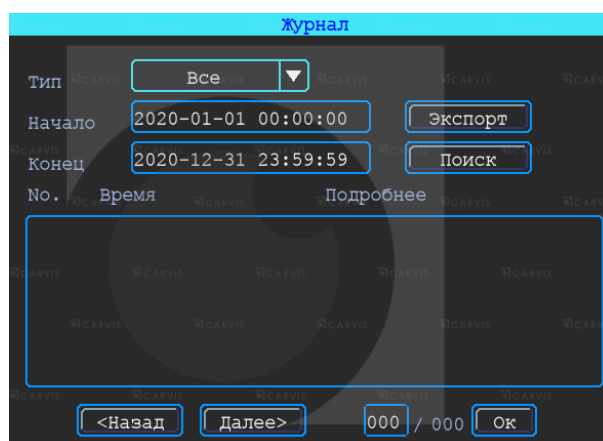 Журнал
Тип Все
Начало 2020-01-01 00:00:00 Экспорт
Конец 2020-12-31 23:59:59 Поиск
No. Время Подробнее
<Назад Далее> 000 / 000 Ок
CARVIS